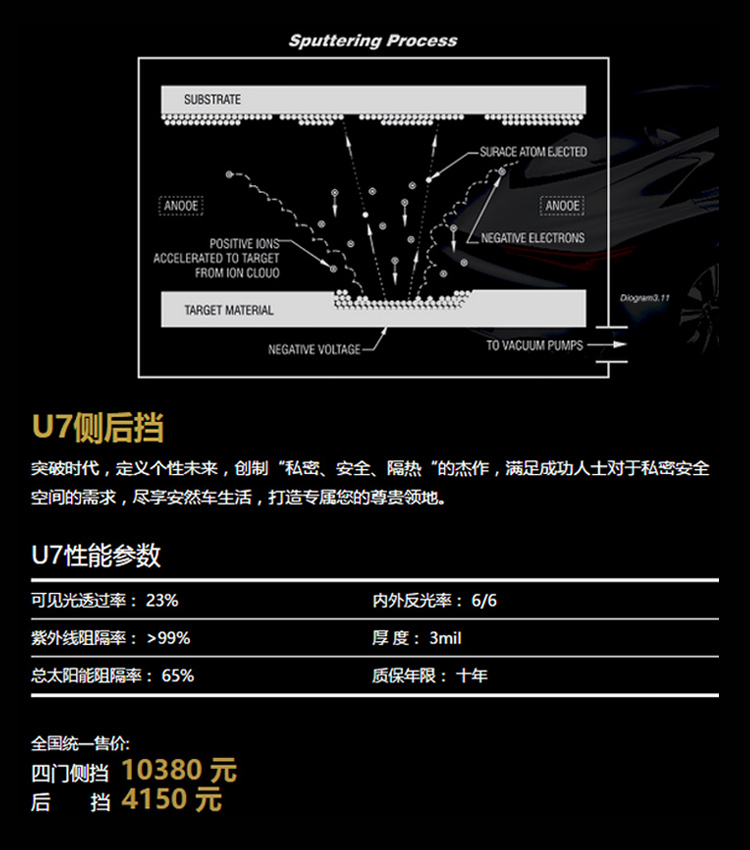 Sputtering Process
SUBSTRATE
SURACE ATOM EJECTED
ANOOE
ANOOE
NEGATIVE ELECTRONS
POSITIVE IONS
ACCELERATED TO TARGET
FROM ION CLOUO
Diogram3.11
TARGET MATERIAL
NEGATIVE VOLTAGE
TO VACUUM PUMPS
U7侧后挡
突破时代，定义个性未来，创制“私密、安全、隔热“的杰作，满足成功人士对于私密安全
空间的需求，尽享安然车生活，打造专属您的尊贵领地。
U7性能参数
可见光透过率： 23% 内外反光率： 6/6
紫外线阻隔率： >99% 厚 度： 3mil
总太阳能阻隔率： 65% 质保年限： 十年
全国统一售价:
四门侧挡 10380 元
后 挡 4150 元